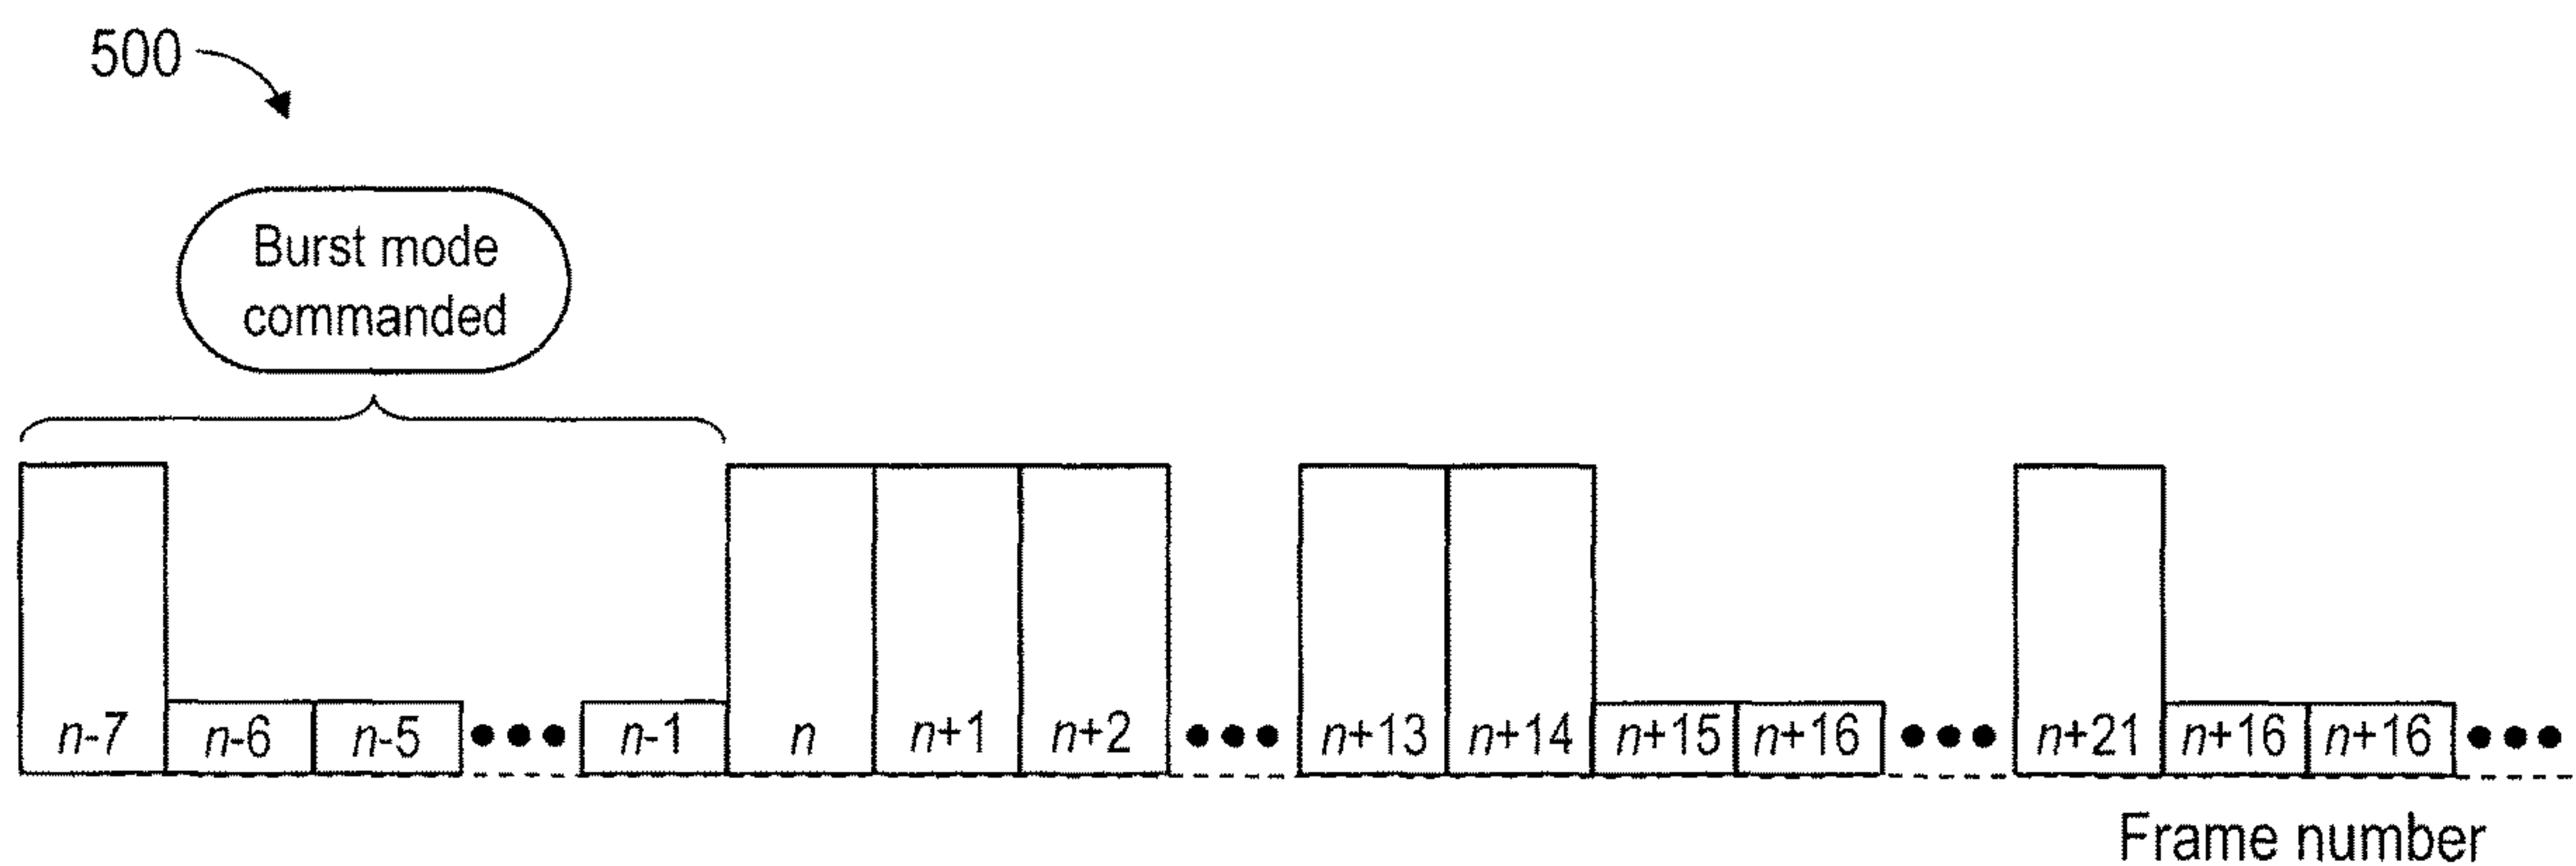 500
Burst mode
commanded
n-7 n-6 n-5 ●●● n-1 n n+1 n+2 ●●● n+13 n+14 n+15 n+16 ●●● n+21 n+16 n+16 ●●●
Frame number